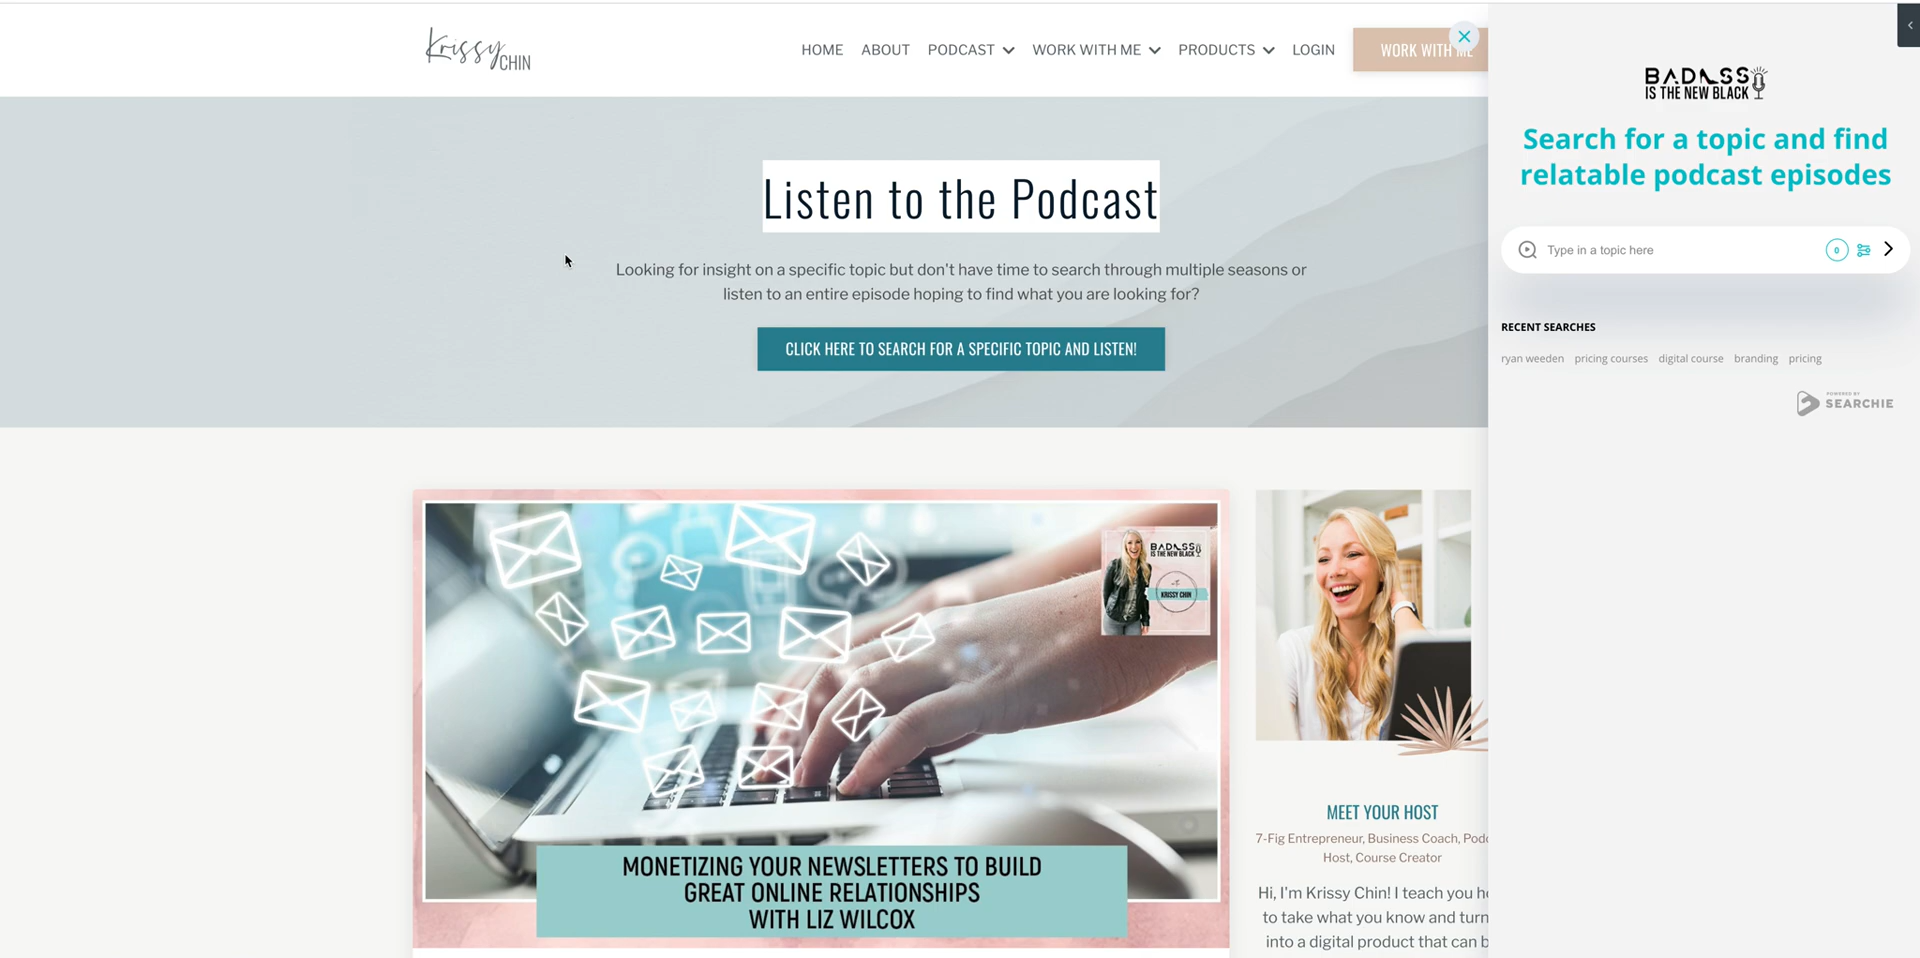 Krissy CHIN
HOME ABOUT PODCAST WORK WITH ME PRODUCTS LOGIN
WORK WITH ME
Listen to the Podcast
Looking for insight on a specific topic but don't have time to search through multiple seasons or
listen to an entire episode hoping to find what you are looking for?
CLICK HERE TO SEARCH FOR A SPECIFIC TOPIC AND LISTEN!
BADASS
IS THE NEW BLACK
KRISSY CHIN
MONETIZING YOUR NEWSLETTERS TO BUILD
GREAT ONLINE RELATIONSHIPS
WITH LIZ WILCOX
MEET YOUR HOST
7-Fig Entrepreneur, Business Coach,
Host, Course Creator
Hi, I'm Krissy Chin! I teach you
to take what you know and turn
into a digital product that can
BADASS
IS THE NEW BLACK
Search for a topic and find
relatable podcast episodes
Type in a topic here 0
RECENT SEARCHES
ryan weeden pricing courses digital course branding pricing
POWERED BY
SEARCHIE